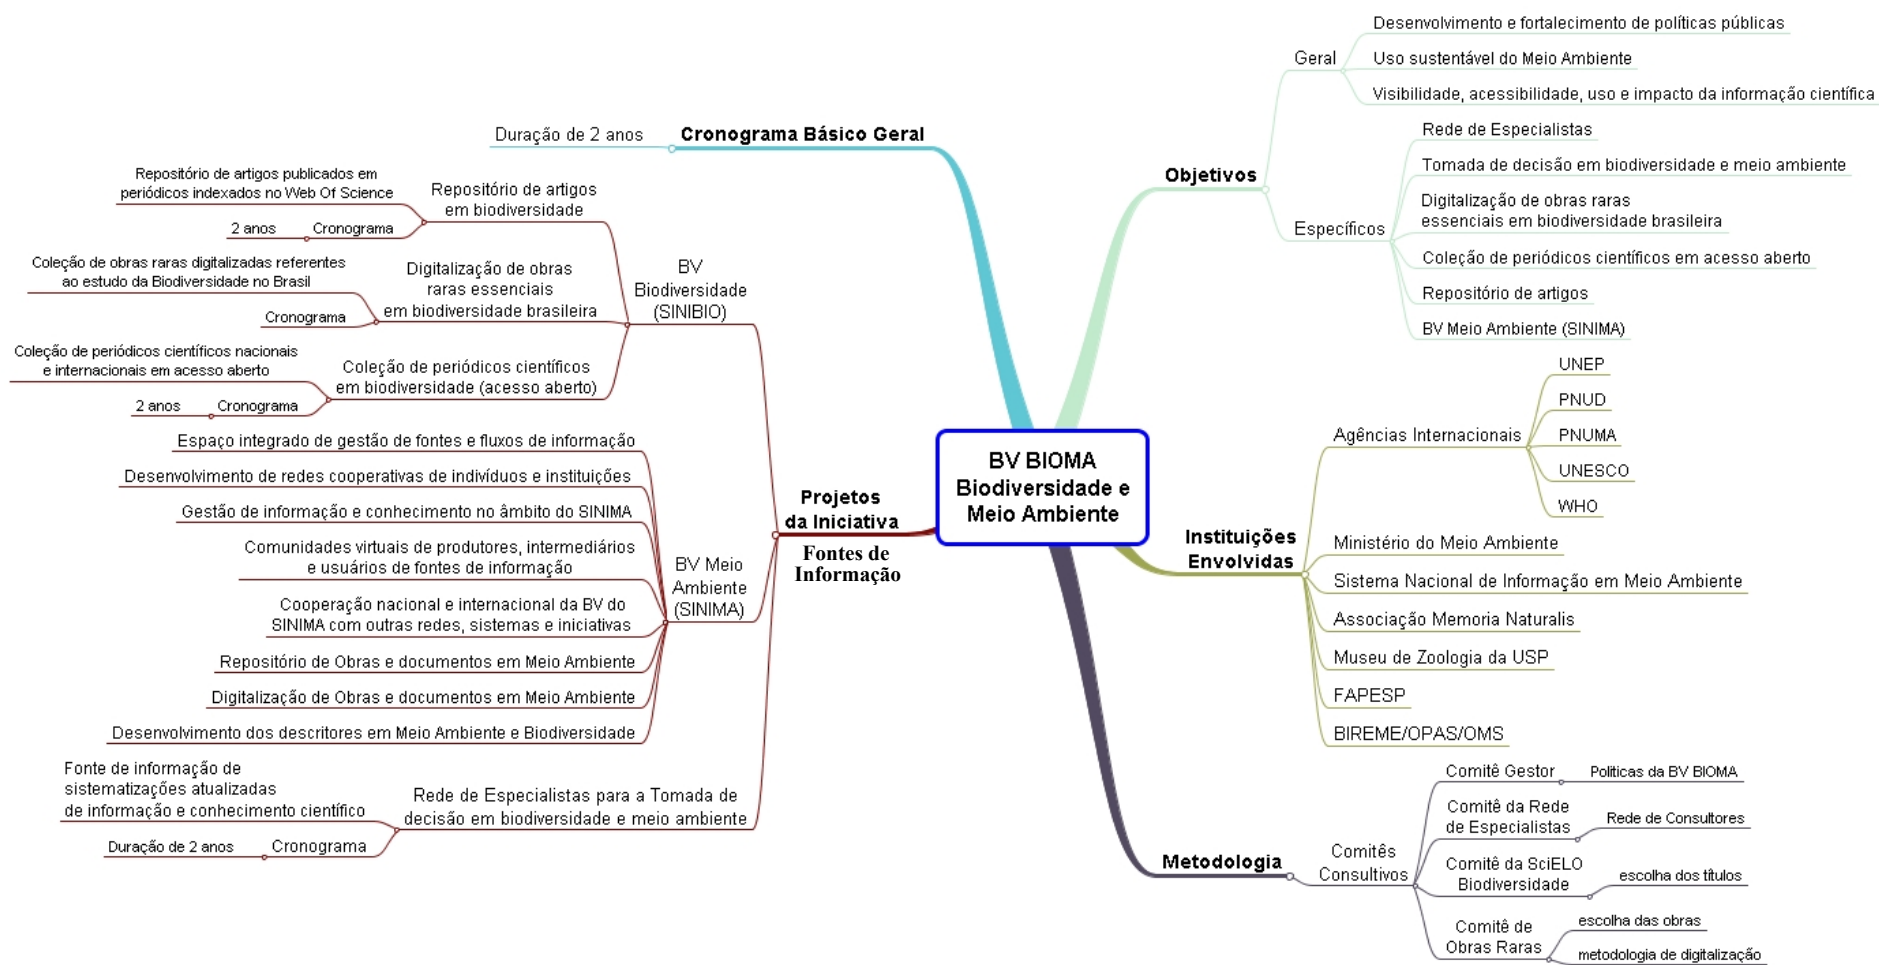 BV BIOMA
Biodiversidade e
Meio Ambiente
Objetivos
Geral
Desenvolvimento e fortalecimento de políticas públicas
Uso sustentável do Meio Ambiente
Visibilidade, acessibilidade, uso e impacto da informação científica
Específicos
Rede de Especialistas
Tomada de decisão em biodiversidade e meio ambiente
Digitalização de obras raras
essenciais em biodiversidade brasileira
Coleção de periódicos científicos em acesso aberto
Repositório de artigos
BV Meio Ambiente (SINIMA)
Instituições
Envolvidas
Agências Internacionais
UNEP
PNUD
PNUMA
UNESCO
WHO
Ministério do Meio Ambiente
Sistema Nacional de Informação em Meio Ambiente
Associação Memoria Naturalis
Museu de Zoologia da USP
FAPESP
BIREME/OPAS/OMS
Metodologia
Comitês
Consultivos
Comitê Gestor
Politicas da BV BIOMA
Comitê da Rede
de Especialistas
Rede de Consultores
Comitê da SciELO
Biodiversidade
escolha dos títulos
Comitê de
Obras Raras
escolha das obras
metodologia de digitalização
Cronograma Básico Geral
Duração de 2 anos
Projetos
da Iniciativa
Fontes de
Informação
BV
Biodiversidade
(SINIBIO)
Repositório de artigos
em biodiversidade
Repositório de artigos publicados em
periódicos indexados no Web Of Science
Cronograma
2 anos
Digitalização de obras
raras essenciais
em biodiversidade brasileira
Coleção de obras raras digitalizadas referentes
ao estudo da Biodiversidade no Brasil
Cronograma
Coleção de periódicos científicos
em biodiversidade (acesso aberto)
Coleção de periódicos científicos nacionais
e internacionais em acesso aberto
Cronograma
2 anos
BV Meio
Ambiente
(SINIMA)
Espaço integrado de gestão de fontes e fluxos de informação
Desenvolvimento de redes cooperativas de indivíduos e instituições
Gestão de informação e conhecimento no âmbito do SINIMA
Comunidades virtuais de produtores, intermediários
e usuários de fontes de informação
Cooperação nacional e internacional da BV do
SINIMA com outras redes, sistemas e iniciativas
Repositório de Obras e documentos em Meio Ambiente
Digitalização de Obras e documentos em Meio Ambiente
Desenvolvimento dos descritores em Meio Ambiente e Biodiversidade
Rede de Especialistas para a Tomada de
decisão em biodiversidade e meio ambiente
Fonte de informação de
sistematizações atualizadas
de informação e conhecimento científico
Cronograma
Duração de 2 anos